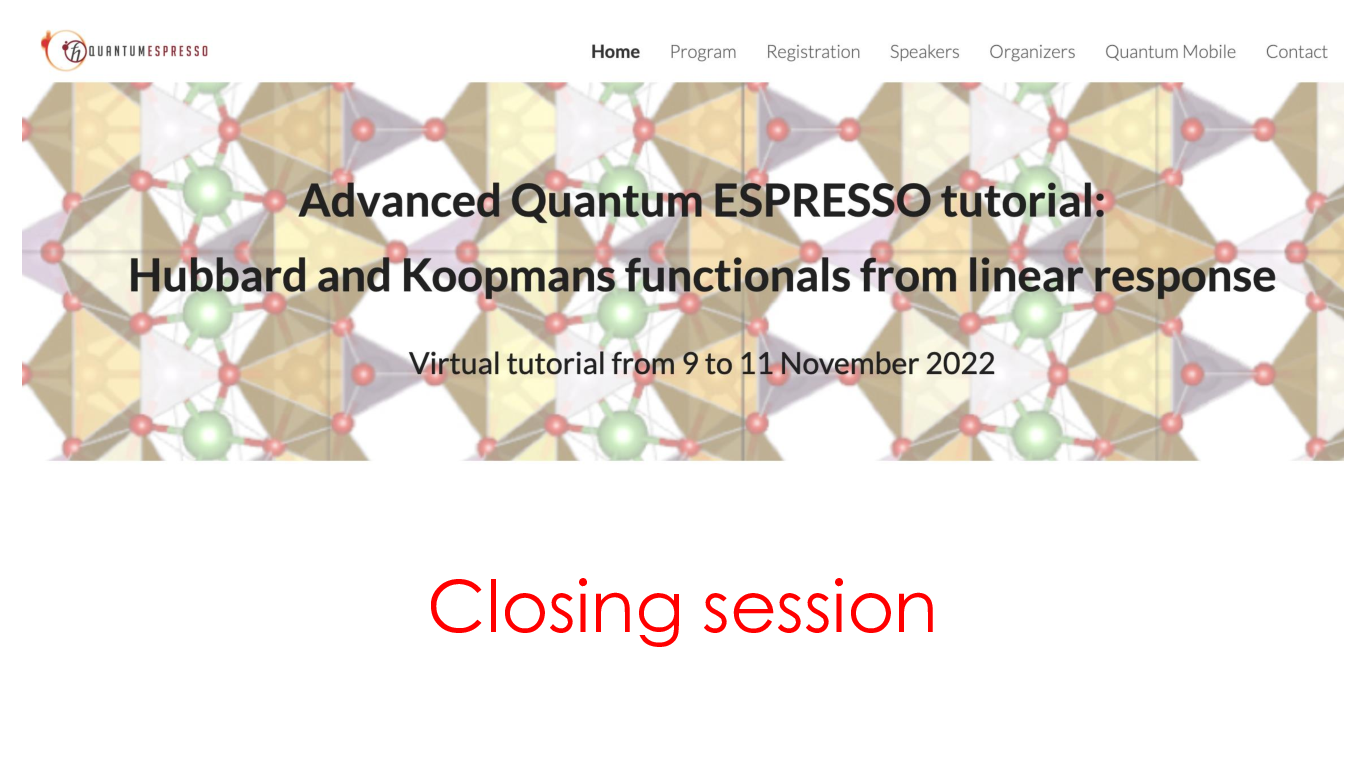 QUANTUMESPRESSO
Home Program Registration Speakers Organizers Quantum Mobile Contact
Advanced Quantum ESPRESSO tutorial:
Hubbard and Koopmans functionals from linear response
Virtual tutorial from 9 to 11 November 2022
Closing session